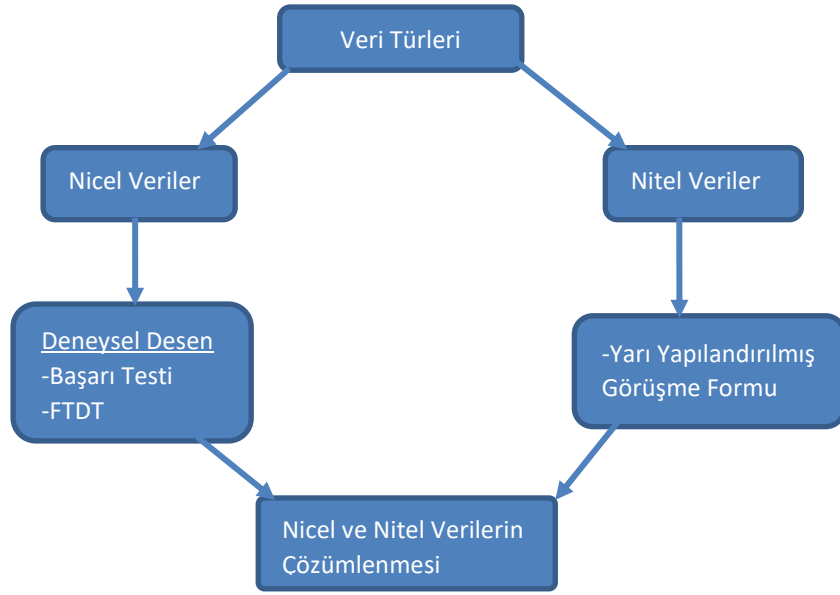 Veri Türleri
Nicel Veriler
Nitel Veriler
Deneysel Desen
-Başarı Testi
-FTDT
-Yarı Yapılandırılmış
Görüşme Formu
Nicel ve Nitel Verilerin
Çözümlenmesi